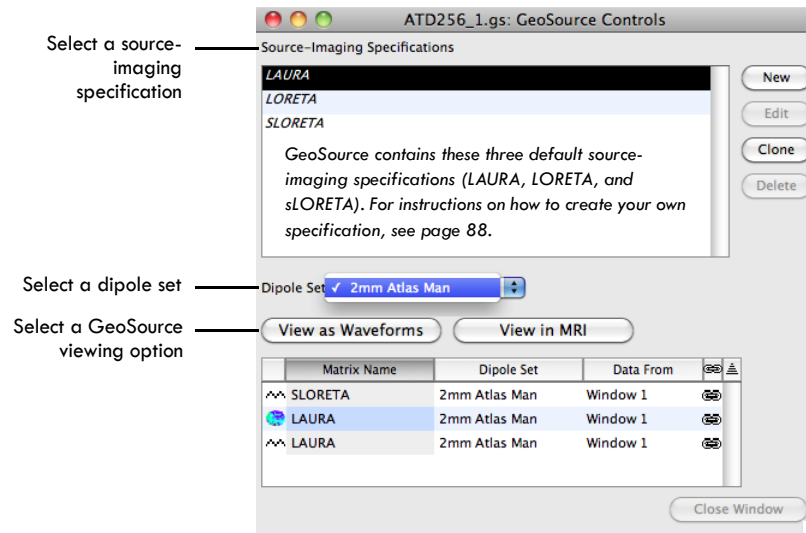 ATD256_1.gs: GeoSource Controls
Select a source-
imaging
specification
Source-Imaging Specifications
LAURA
LORETA
SLORETA
GeoSource contains these three default source-
imaging specifications (LAURA, LORETA, and
sLORETA). For instructions on how to create your own
specification, see page 88.
New
Edit
Clone
Delete
Select a dipole set
Dipole Set ✓ 2mm Atlas Man
Select a GeoSource
viewing option
View as Waveforms View in MRI
Matrix Name Dipole Set Data From
SLORETA 2mm Atlas Man Window 1
LAURA 2mm Atlas Man Window 1
LAURA 2mm Atlas Man Window 1
Close Window